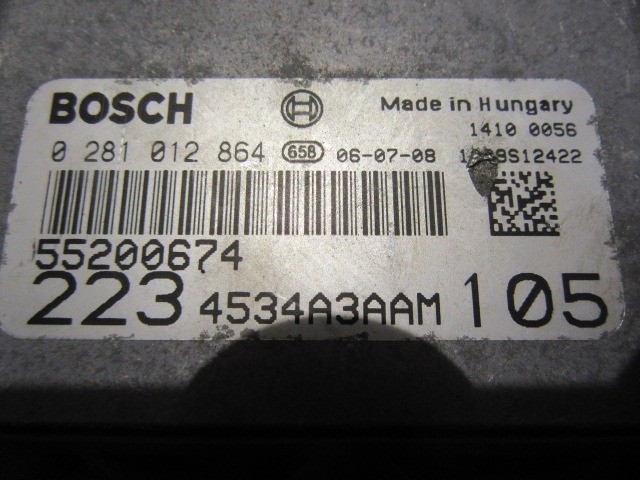 BOSCH
Made in Hungary
1410 0056
0 281 012 864 658 06-07-08
55200674
223 4534A3AAM 105